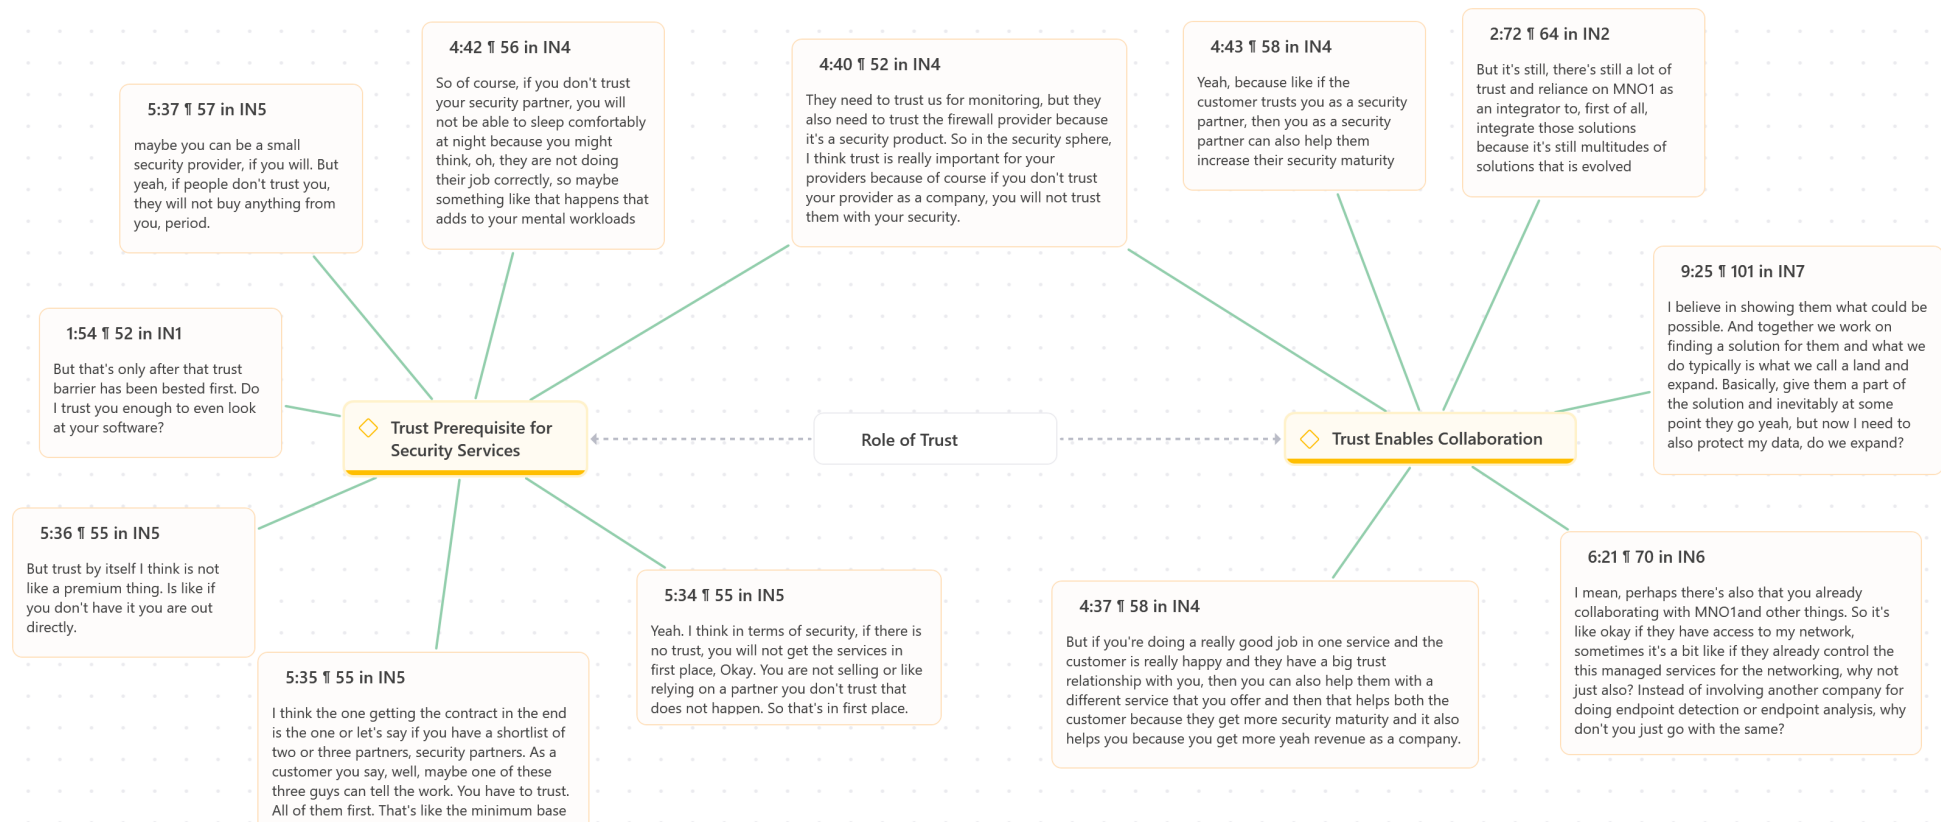 5:37 ¶ 57 in IN5
maybe you can be a small
security provider, if you will. But
yeah, if people don't trust you,
they will not buy anything from
you, period.
4:42 ¶ 56 in IN4
So of course, if you don't trust
your security partner, you will
not be able to sleep comfortably
at night because you might
think, oh, they are not doing
their job correctly, so maybe
something like that happens that
adds to your mental workloads
4:40 ¶ 52 in IN4
They need to trust us for monitoring, but they
also need to trust the firewall provider because
it's a security product. So in the security sphere,
I think trust is really important for your
providers because of course if you don't trust
your provider as a company, you will not trust
them with your security.
4:43 ¶ 58 in IN4
Yeah, because like if the
customer trusts you as a security
partner, then you as a security
partner can also help them
increase their security maturity
2:72 ¶ 64 in IN2
But it's still, there's still a lot of
trust and reliance on MNO1 as
an integrator to, first of all,
integrate those solutions
because it's still multitudes of
solutions that is evolved
9:25 ¶ 101 in IN7
I believe in showing them what could be
possible. And together we work on
finding a solution for them and what we
do typically is what we call a land and
expand. Basically, give them a part of
the solution and inevitably at some
point they go yeah, but now I need to
also protect my data, do we expand?
1:54 ¶ 52 in IN1
But that's only after that trust
barrier has been bested first. Do
I trust you enough to even look
at your software?
Trust Prerequisite for
Security Services
Role of Trust
Trust Enables Collaboration
5:36 ¶ 55 in IN5
But trust by itself I think is not
like a premium thing. Is like if
you don't have it you are out
directly.
5:35 ¶ 55 in IN5
I think the one getting the contract in the end
is the one or let's say if you have a shortlist of
two or three partners, security partners. As a
customer you say, well, maybe one of these
three guys can tell the work. You have to trust.
All of them first. That's like the minimum base
5:34 ¶ 55 in IN5
Yeah. I think in terms of security, if there is
no trust, you will not get the services in
first place, Okay. You are not selling or like
relying on a partner you don't trust that
does not happen. So that's in first place.
4:37 ¶ 58 in IN4
But if you're doing a really good job in one service and the
customer is really happy and they have a big trust
relationship with you, then you can also help them with a
different service that you offer and then that helps both the
customer because they get more security maturity and it also
helps you because you get more yeah revenue as a company.
6:21 ¶ 70 in IN6
I mean, perhaps there's also that you already
collaborating with MNO1and other things. So it's
like okay if they have access to my network,
sometimes it's a bit like if they already control the
this managed services for the networking, why not
just also? Instead of involving another company for
doing endpoint detection or endpoint analysis, why
don't you just go with the same?